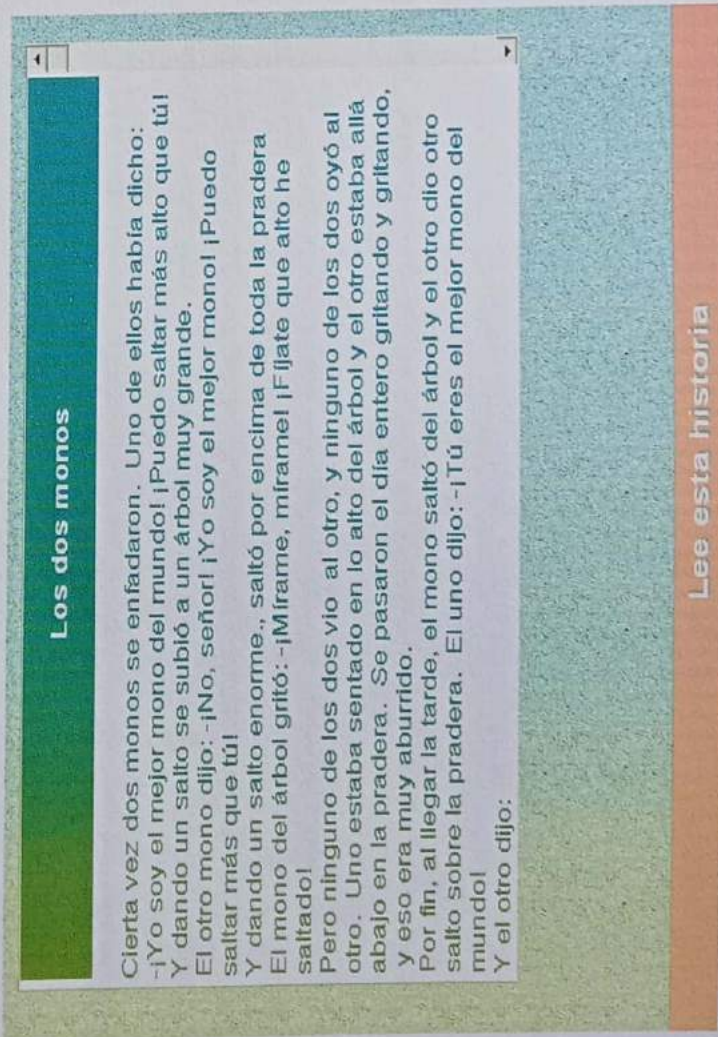 Los dos monos
Cierta vez dos monos se enfadaron. Uno de ellos había dicho:
-¡Yo soy el mejor mono del mundo! ¡Puedo saltar más alto que tú!
Y dando un salto se subió a un árbol muy grande.
El otro mono dijo: -¡No, señor! ¡Yo soy el mejor mono! ¡Puedo
saltar más que tú!
Y dando un salto enorme., saltó por encima de toda la pradera
El mono del árbol gritó: -¡Mírame, mírame! ¡Fíjate que alto he
saltado!
Pero ninguno de los dos vio al otro, y ninguno de los dos oyó al
otro. Uno estaba sentado en lo alto del árbol y el otro estaba allá
abajo en la pradera. Se pasaron el día entero gritando y gritando,
y eso era muy aburrido.
Por fin, al llegar la tarde, el mono saltó del árbol y el otro dio otro
salto sobre la pradera. El uno dijo: -¡Tú eres el mejor mono del
mundo!
Y el otro dijo:
Lee esta historia